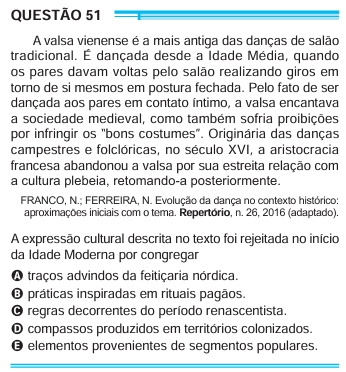 QUESTÃO 51
A valsa vienense é a mais antiga das danças de salão
tradicional. É dançada desde a Idade Média, quando
os pares davam voltas pelo salão realizando giros em
torno de si mesmos em postura fechada. Pelo fato de ser
dançada aos pares em contato íntimo, a valsa encantava
a sociedade medieval, como também sofria proibições
por infringir os “bons costumes”. Originária das danças
campestres e folclóricas, no século XVI, a aristocracia
francesa abandonou a valsa por sua estreita relação com
a cultura plebeia, retomando-a posteriormente.
FRANCO, N.; FERREIRA, N. Evolução da dança no contexto histórico:
aproximações iniciais com o tema. Repertório, n. 26, 2016 (adaptado).
A expressão cultural descrita no texto foi rejeitada no início
da Idade Moderna por congregar
A traços advindos da feitiçaria nórdica.
B práticas inspiradas em rituais pagãos.
C regras decorrentes do período renascentista.
D compassos produzidos em territórios colonizados.
E elementos provenientes de segmentos populares.